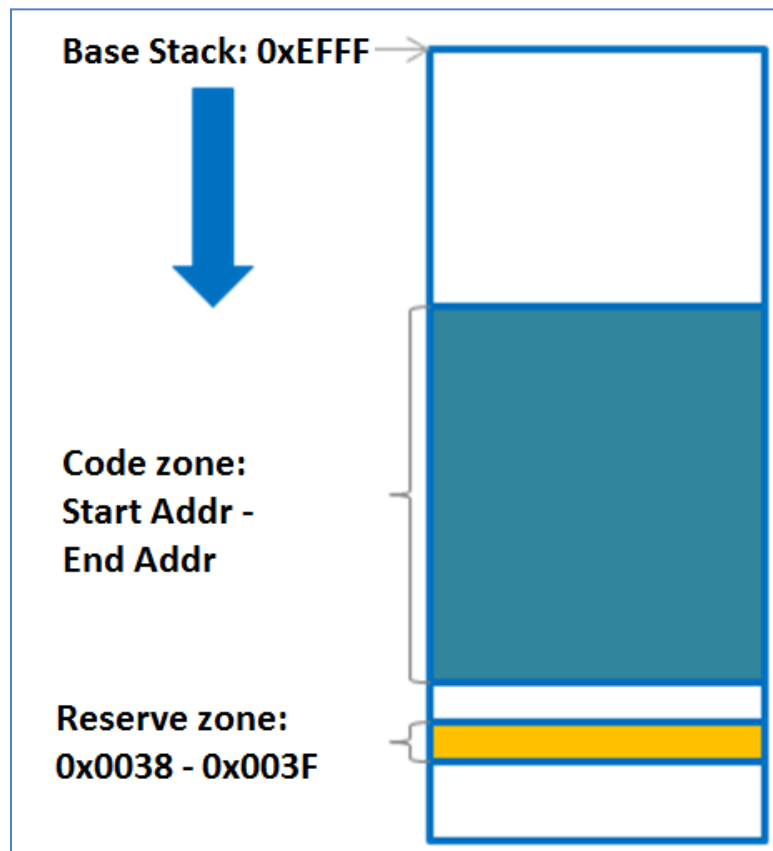 Base Stack: 0xEFFF
Code zone:
Start Addr -
End Addr
Reserve zone:
0x0038 - 0x003F